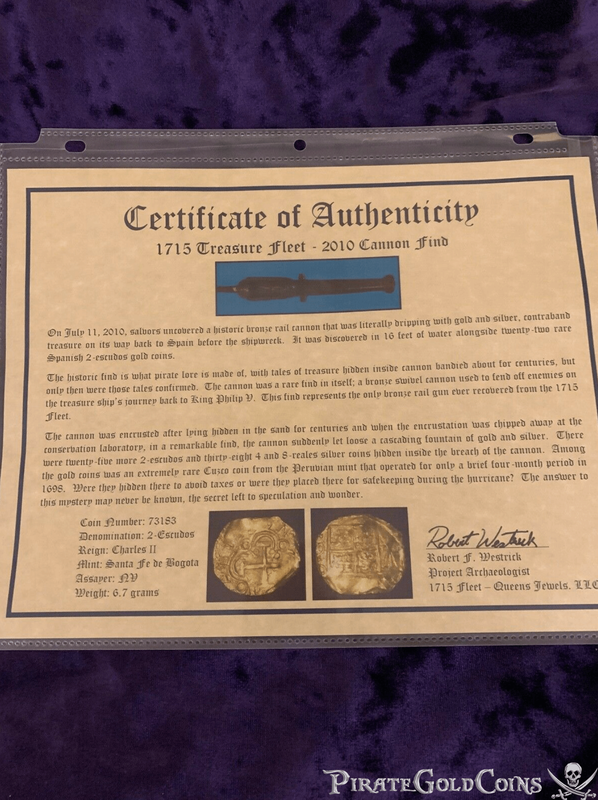 Certificate of Authenticity
1715 Treasure Fleet - 2010 Cannon Find
On July 11, 2010, salvors uncovered a historic bronze rail cannon that was literally dripping with gold and silver, contraband
treasure on its way back to Spain before the shipwreck. It was discovered in 16 feet of water alongside twenty-two rare
Spanish 2-escudos gold coins.
The historic find is what pirate lore is made of, with tales of treasure hidden inside cannon bandied about for centuries, but
only then were those tales confirmed. The cannon was a rare find in itself; a bronze swivel cannon used to fend off enemies on
the treasure ship's journey back to King Philip V. This find represents the only bronze rail gun ever recovered from the 1715
Fleet.
The cannon was encrusted after lying hidden in the sand for centuries and when the encrustation was chipped away at the
conservation laboratory, in a remarkable find, the cannon suddenly let loose a cascading fountain of gold and silver. There
were twenty-five more 2-escudos and thirty-eight 4 and 8-reales silver coins hidden inside the breach of the cannon. Among
the gold coins was an extremely rare Cuzco coin from the Peruvian mint that operated for only a brief four-month period in
1698. Were they hidden there to avoid taxes or were they placed there for safekeeping during the hurricane? The answer to
this mystery may never be known, the secret left to speculation and wonder.
Coin Number: 73183
Denomination: 2-Escudos
Reign: Charles II
Mint: Santa Fe de Bogota
Assayer: NV
Weight: 6.7 grams
Robert Westrick
Robert F. Westrick
Project Archaeologist
1715 Fleet – Queens Jewels, LLC
PirateGoldCoins